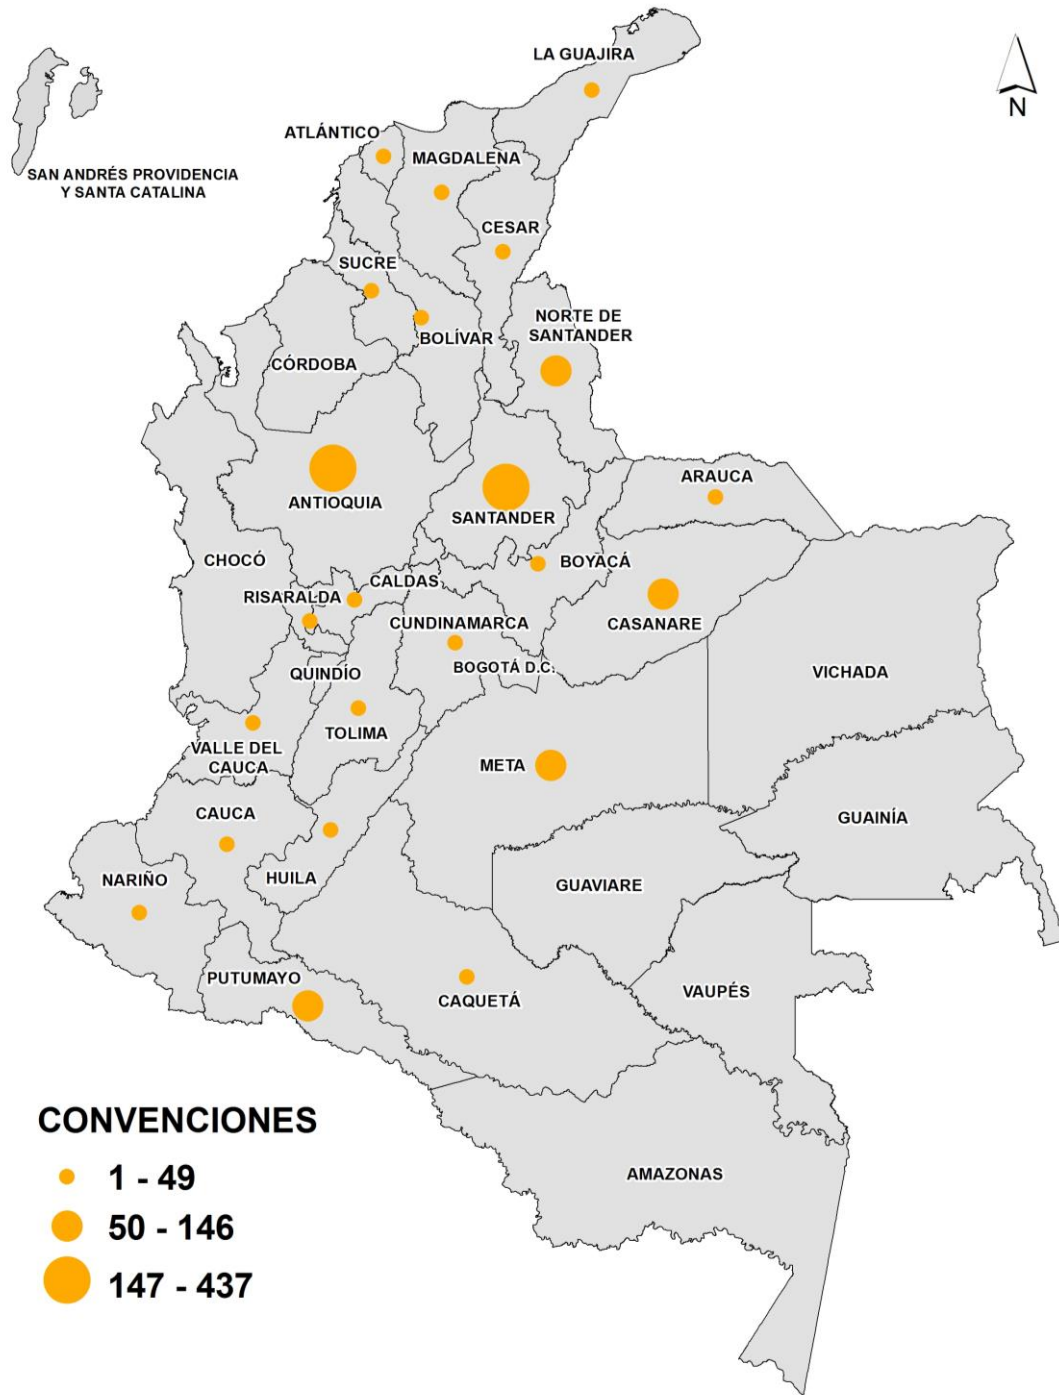 LA GUAJIRA
N
ATLÁNTICO
MAGDALENA
SAN ANDRÉS PROVIDENCIA
Y SANTA CATALINA
CESAR
SUCRE
NORTE DE
SANTANDER
BOLÍVAR
CÓRDOBA
ARAUCA
ANTIOQUIA
SANTANDER
CHOCÓ
BOYACÁ
CALDAS
RISARALDA
CUNDINAMARCA
CASANARE
BOGOTÁ D.C.
QUINDÍO
VICHADA
TOLIMA
VALLE DEL
CAUCA
META
CAUCA
GUAINÍA
NARIÑO
HUILA
GUAVIARE
PUTUMAYO
VAUPÉS
CAQUETÁ
CONVENCIONES
1 - 49
50 - 146
147 - 437
AMAZONAS